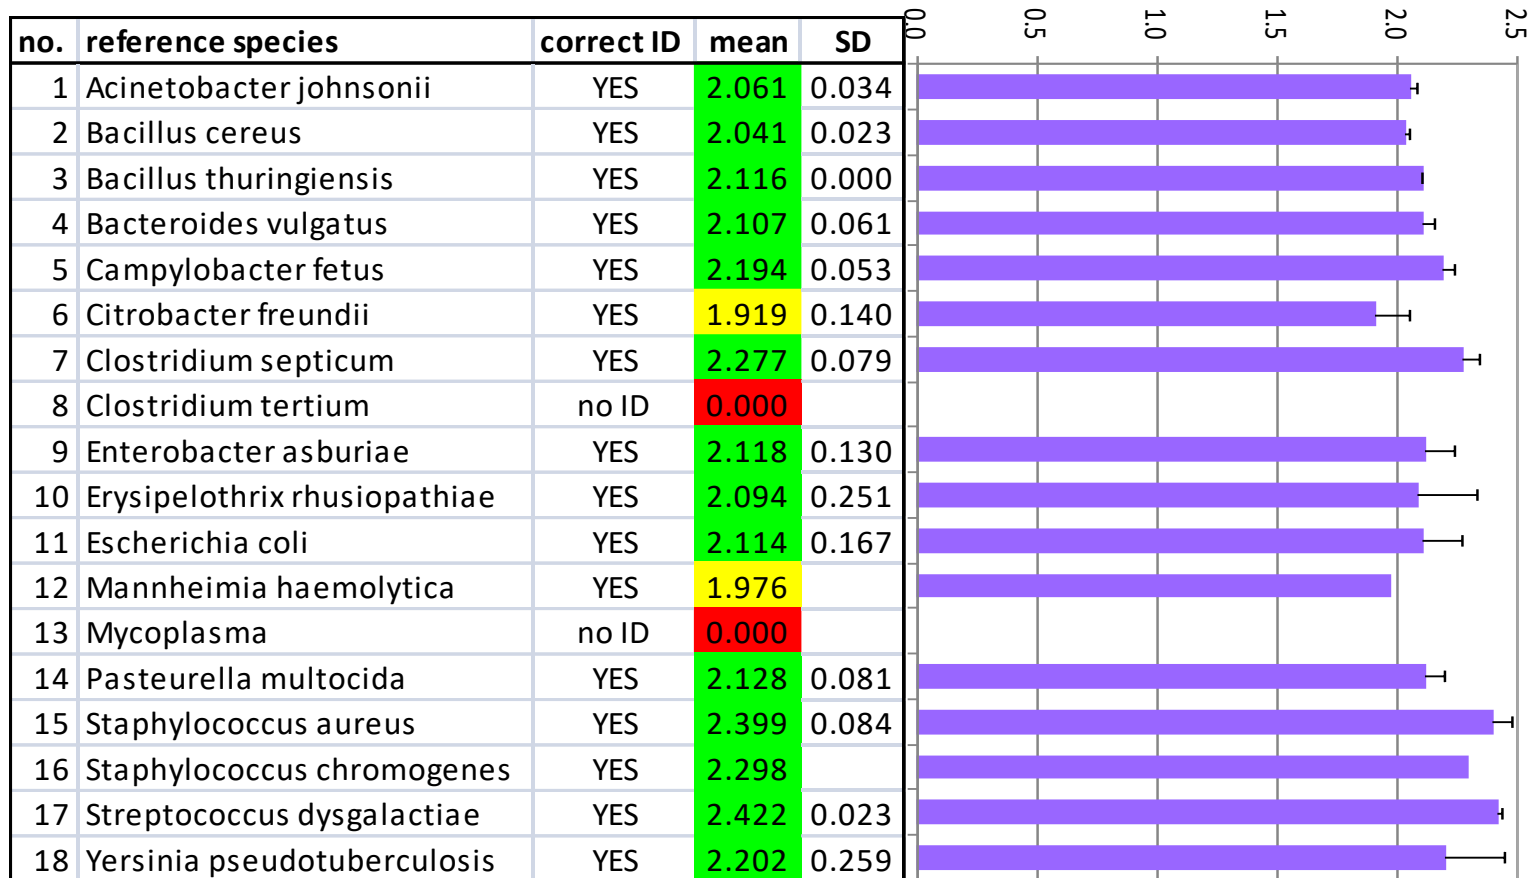 0.0 0.5 1.0 1.5 2.0 2.5
no. reference species correct ID mean SD
1 Acinetobacter johnsonii YES 2.061 0.034
2 Bacillus cereus YES 2.041 0.023
3 Bacillus thuringiensis YES 2.116 0.000
4 Bacteroides vulgatus YES 2.107 0.061
5 Campylobacter fetus YES 2.194 0.053
6 Citrobacter freundii YES 1.919 0.140
7 Clostridium septicum YES 2.277 0.079
8 Clostridium tertium no ID 0.000
9 Enterobacter asburiae YES 2.118 0.130
10 Erysipelothrix rhusiopathiae YES 2.094 0.251
11 Escherichia coli YES 2.114 0.167
12 Mannheimia haemolytica YES 1.976
13 Mycoplasma no ID 0.000
14 Pasteurella multocida YES 2.128 0.081
15 Staphylococcus aureus YES 2.399 0.084
16 Staphylococcus chromogenes YES 2.298
17 Streptococcus dysgalactiae YES 2.422 0.023
18 Yersinia pseudotuberculosis YES 2.202 0.259